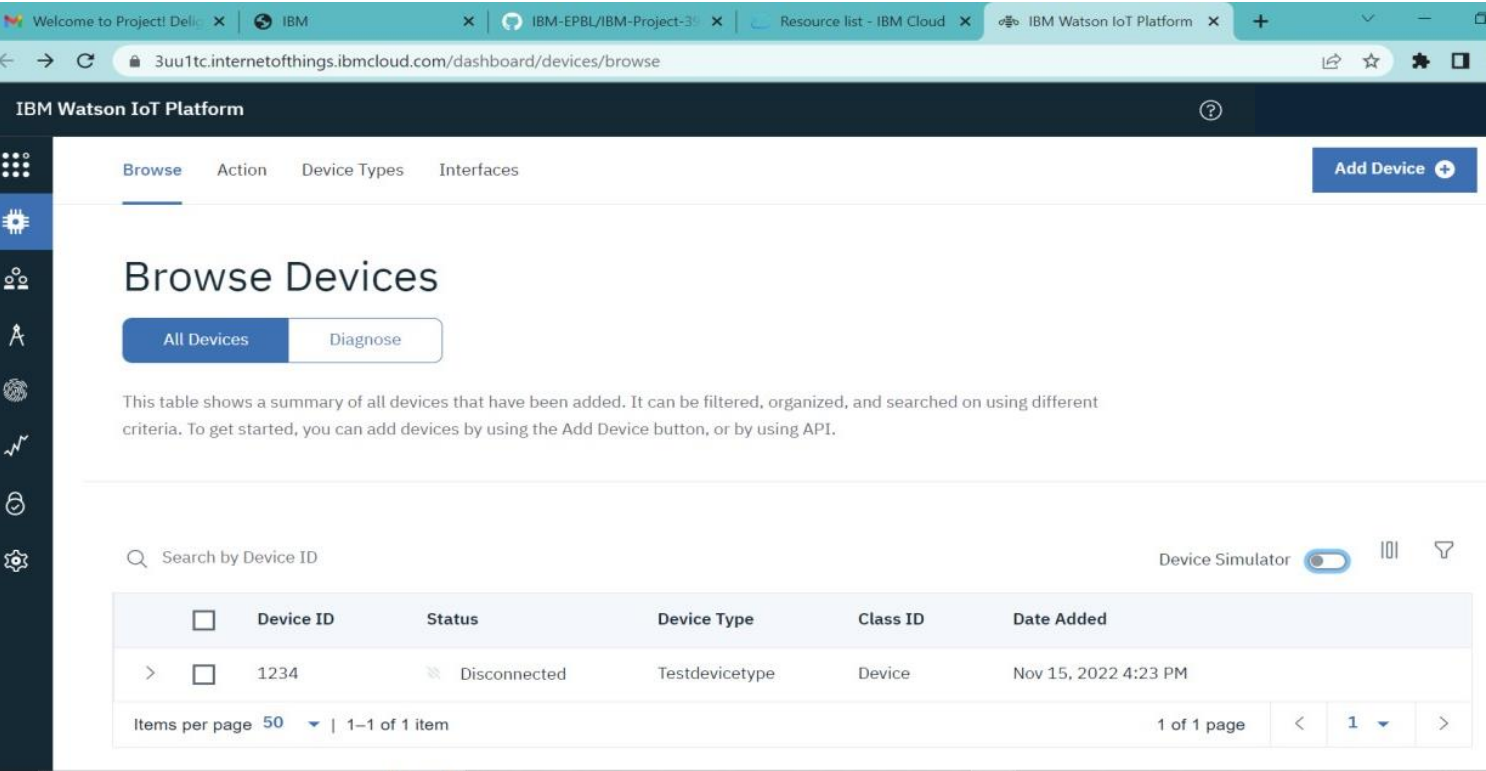 Welcome to Project! Delig
IBM
IBM-EPBL/IBM-Project-39
Resource list - IBM Cloud
IBM Watson IoT Platform
3uu1tc.internetofthings.ibmcloud.com/dashboard/devices/browse
IBM Watson IoT Platform
Browse Action Device Types Interfaces
Add Device
Browse Devices
All Devices Diagnose
This table shows a summary of all devices that have been added. It can be filtered, organized, and searched on using different
criteria. To get started, you can add devices by using the Add Device button, or by using API.
Search by Device ID
Device Simulator
Device ID Status Device Type Class ID Date Added
1234 Disconnected Testdevicetype Device Nov 15, 2022 4:23 PM
Items per page 50 | 1–1 of 1 item
1 of 1 page < 1 >